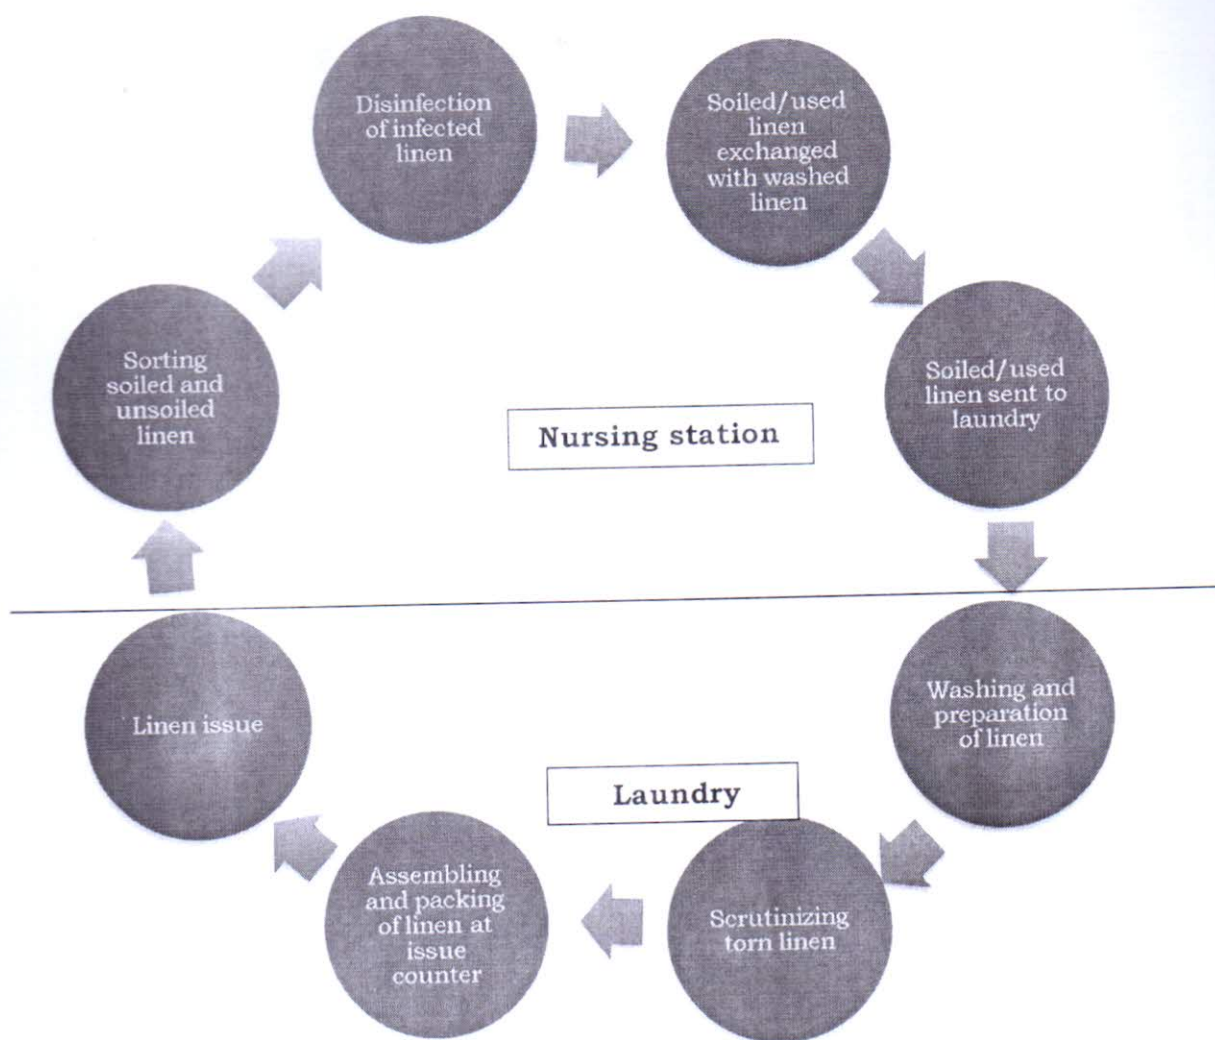 Disinfection
of infected
linen
Soiled/used
linen
exchanged
with washed
linen
Sorting
soiled and
unsoiled
linen
Soiled/used
linen sent to
laundry
Nursing station
Linen issue
Washing and
preparation
of linen
Laundry
Assembling
and packing
of linen at
issue
counter
Scrutinizing
torn linen